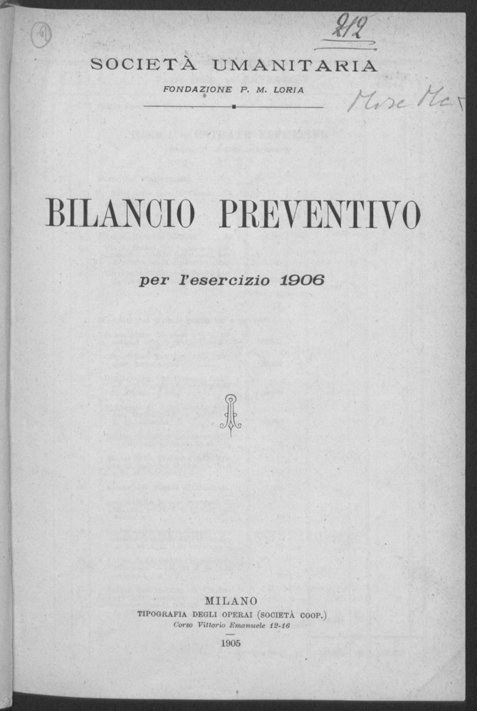 212
SOCIETÀ UMANITARIA
FONDAZIONE P. M. LORIA
BILANCIO PREVENTIVO
per l'esercizio 1906
MILANO
TIPOGRAFIA DEGLI OPERAI (SOCIETÀ COOP.)
Corso Vittorio Emanuele 12-16
1905